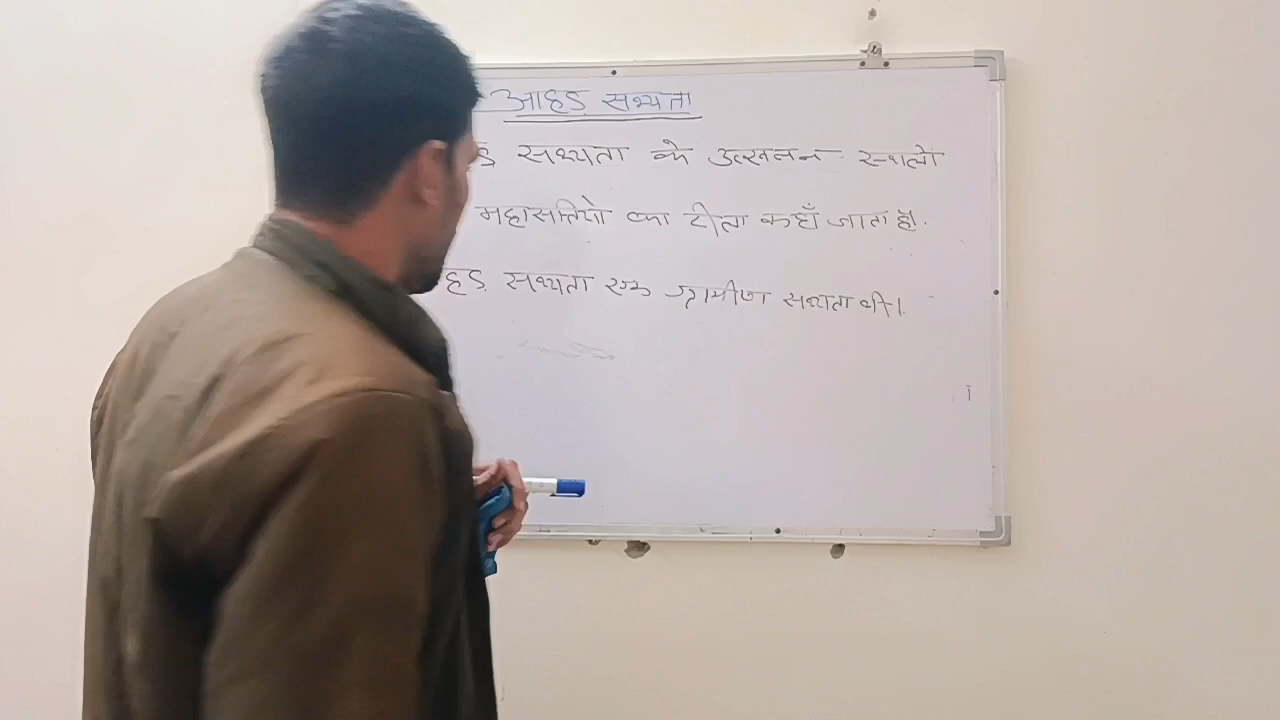 आहड सभ्यता
सभ्यता के उत्खनन स्थलो
महासत्तियो का टीला कहाँ जाता है।
सभ्यता एक ग्रामीण सभ्यता थी।